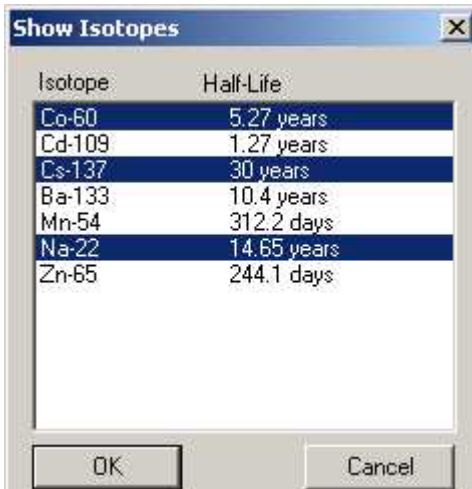 Show Isotopes
Isotope Half-Life
Co-60 5.27 years
Cd-109 1.27 years
Cs-137 30 years
Ba-133 10.4 years
Mn-54 312.2 days
Na-22 14.65 years
Zn-65 244.1 days
OK Cancel